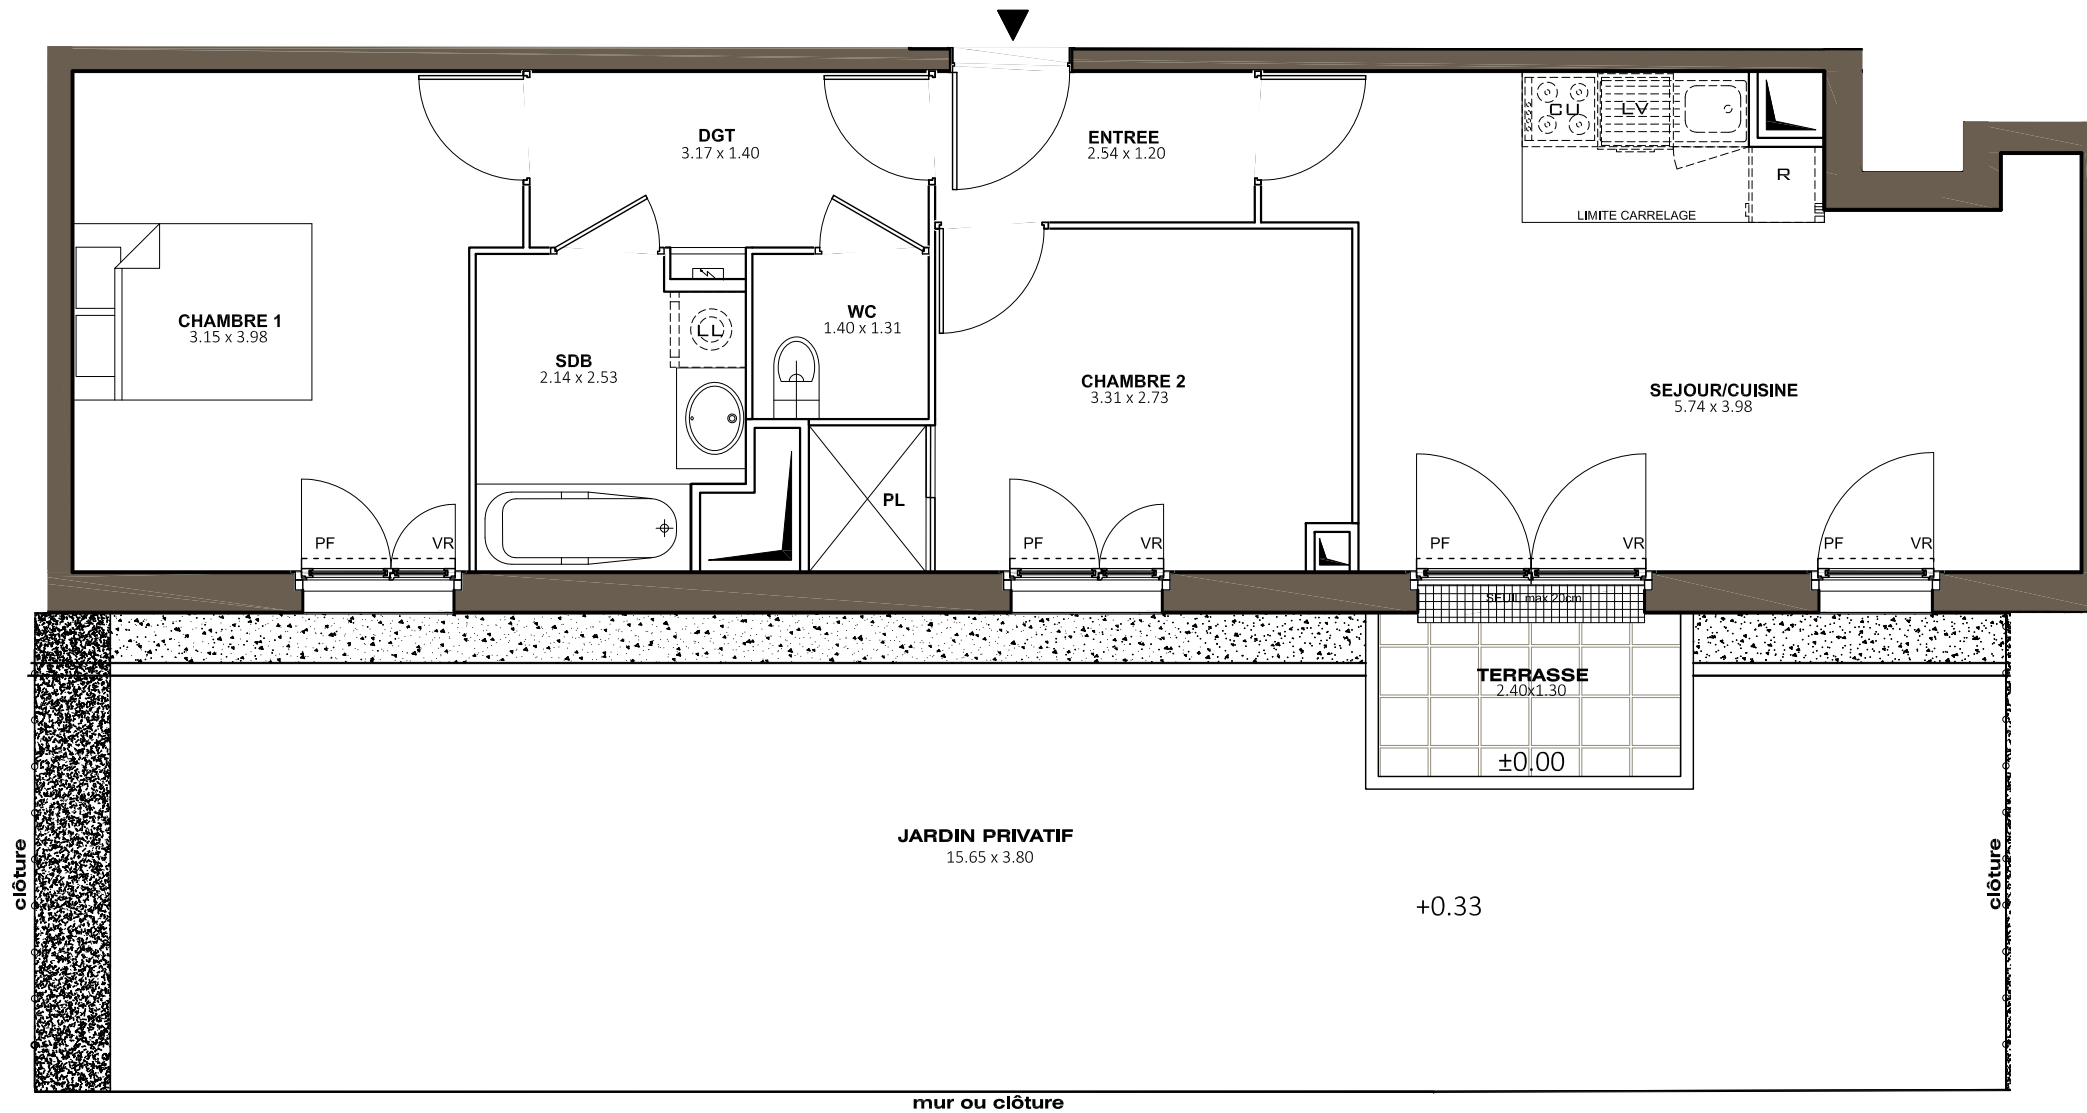 DGT
3.17 x 1.40
ENTREE
2.54 x 1.20
CU
LV
R
LIMITE CARRELAGE
CHAMBRE 1
3.15 x 3.98
SDB
2.14 x 2.53
LL
WC
1.40 x 1.31
CHAMBRE 2
3.31 x 2.73
SEJOUR/CUISINE
5.74 x 3.98
PL
PF VR
PF VR
PF VR
PF VR
SEUIL max 20cm
TERRASSE
2.40x1.30
±0.00
JARDIN PRIVATIF
15.65 x 3.80
+0.33
clôture
clôture
mur ou clôture